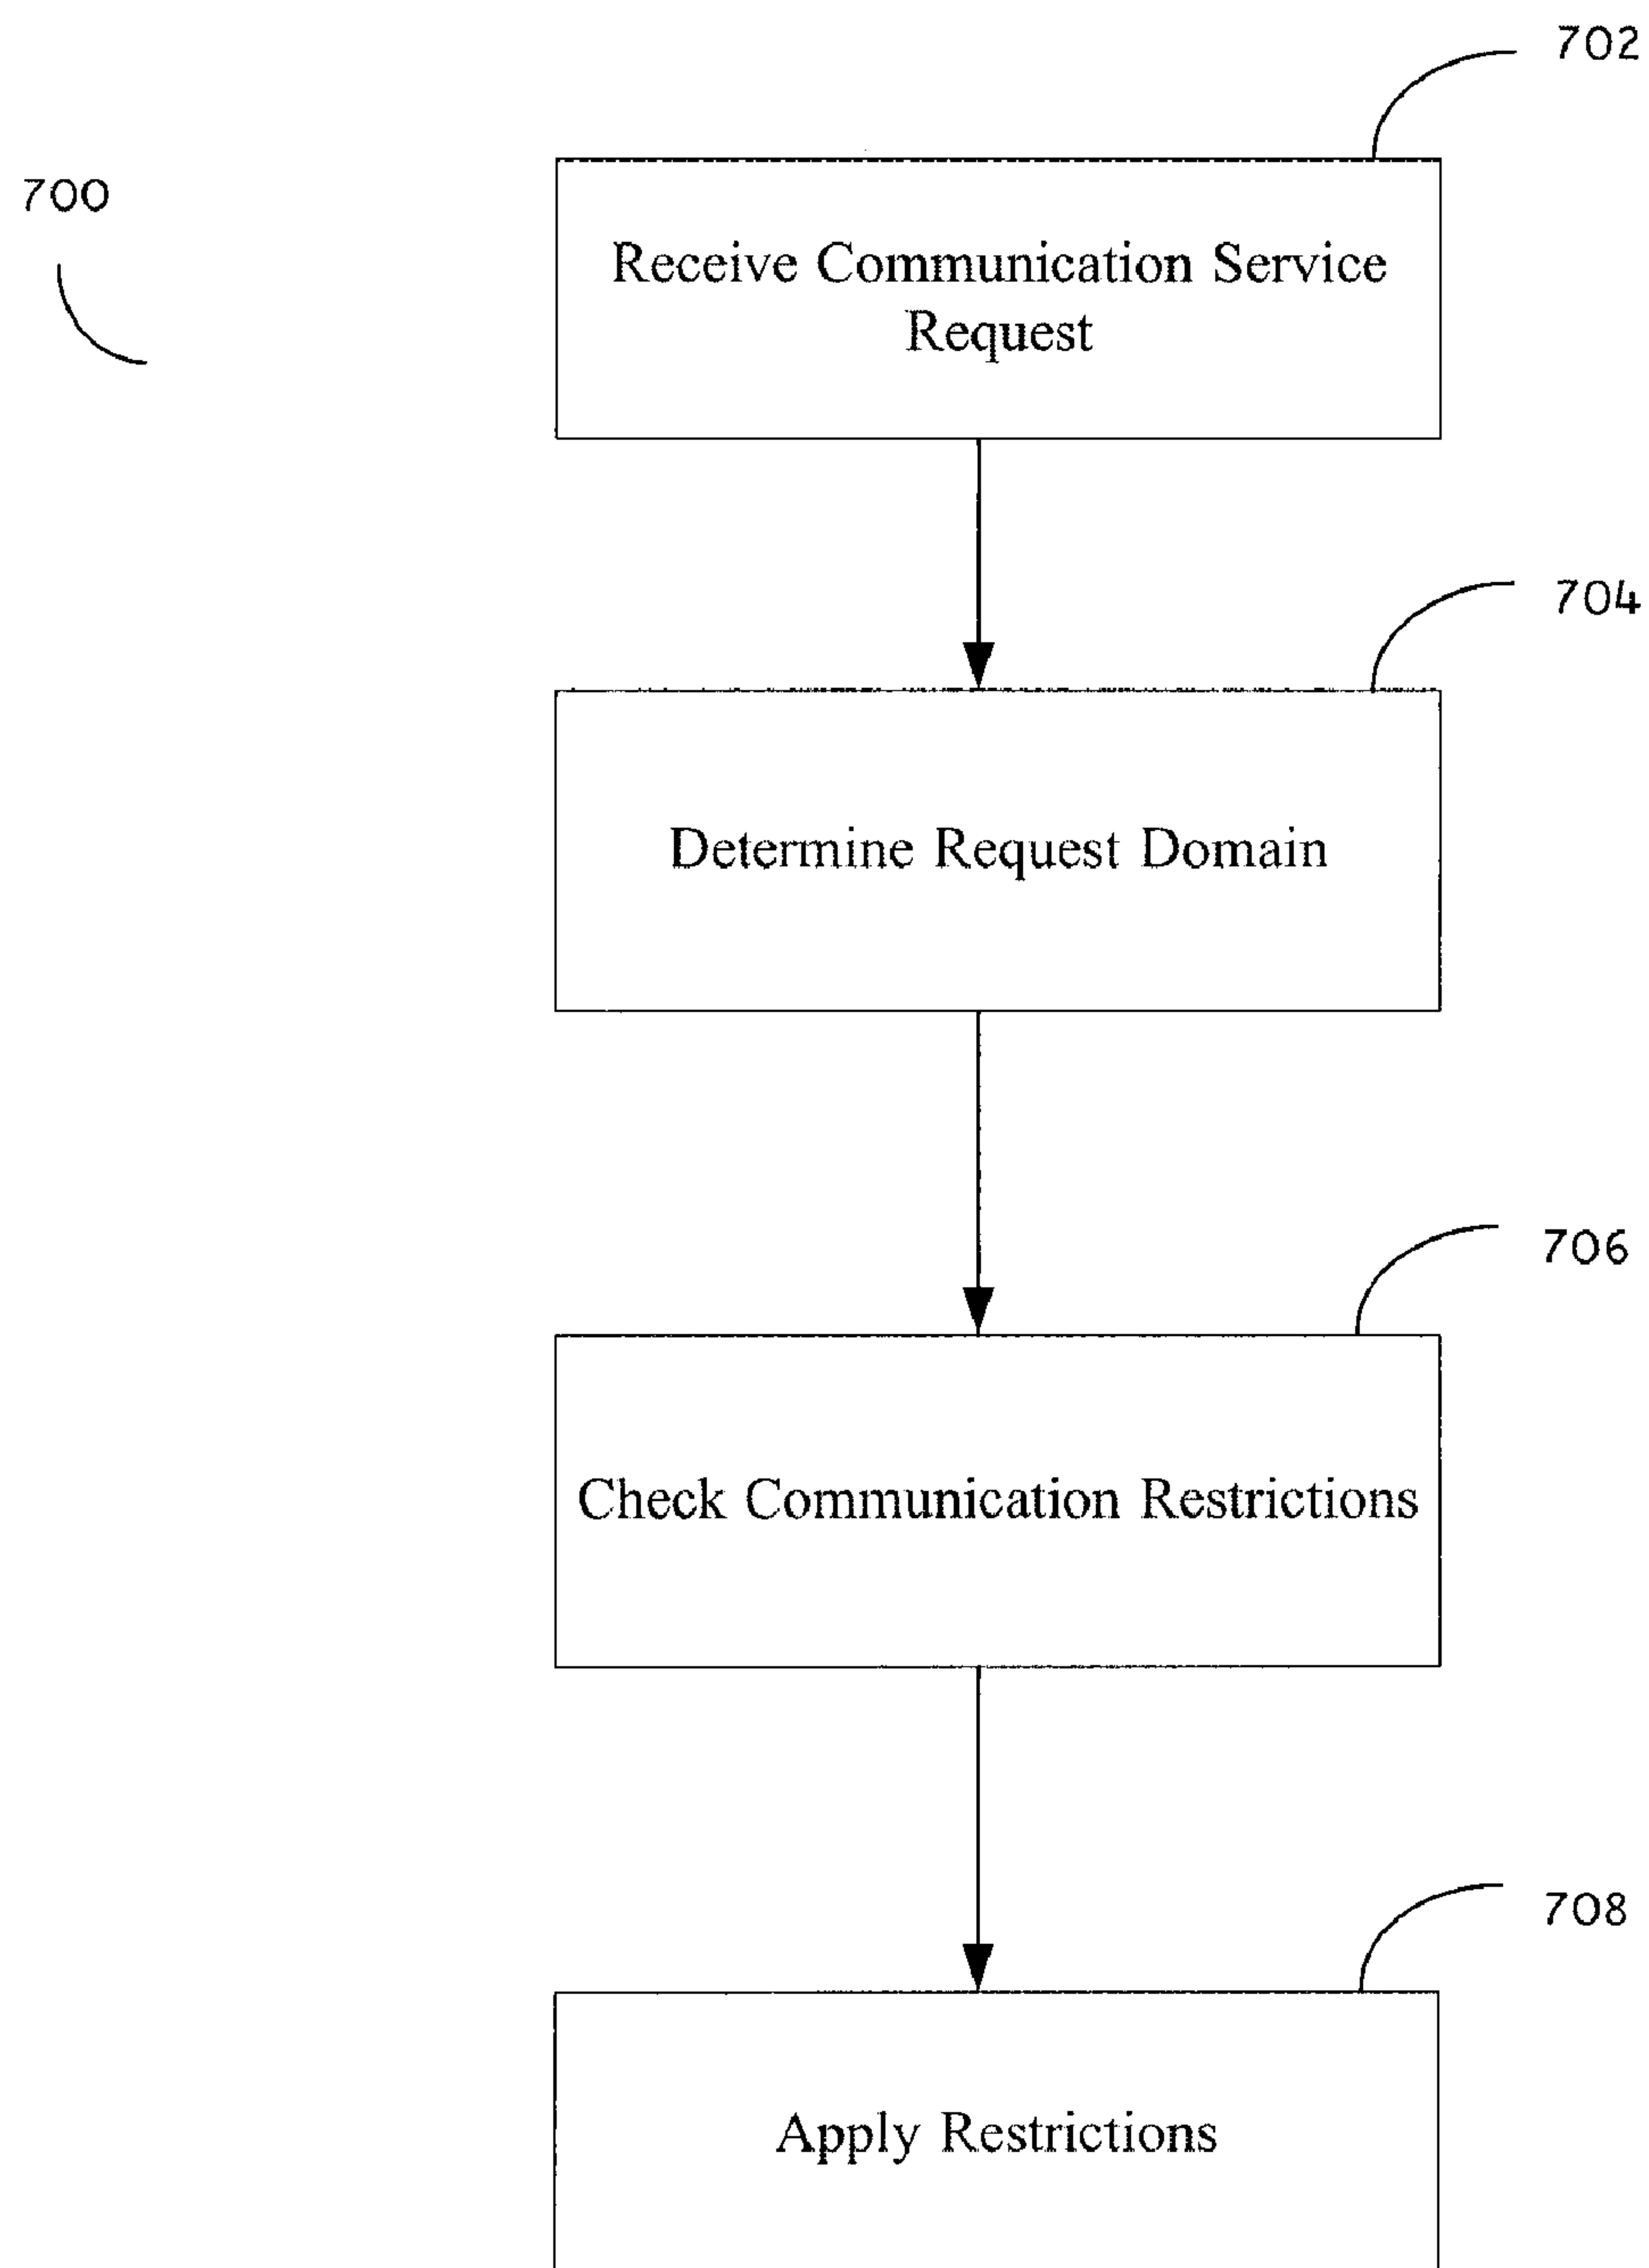 702
700
Receive Communication Service
Request
704
Determine Request Domain
706
Check Communication Restrictions
708
Apply Restrictions